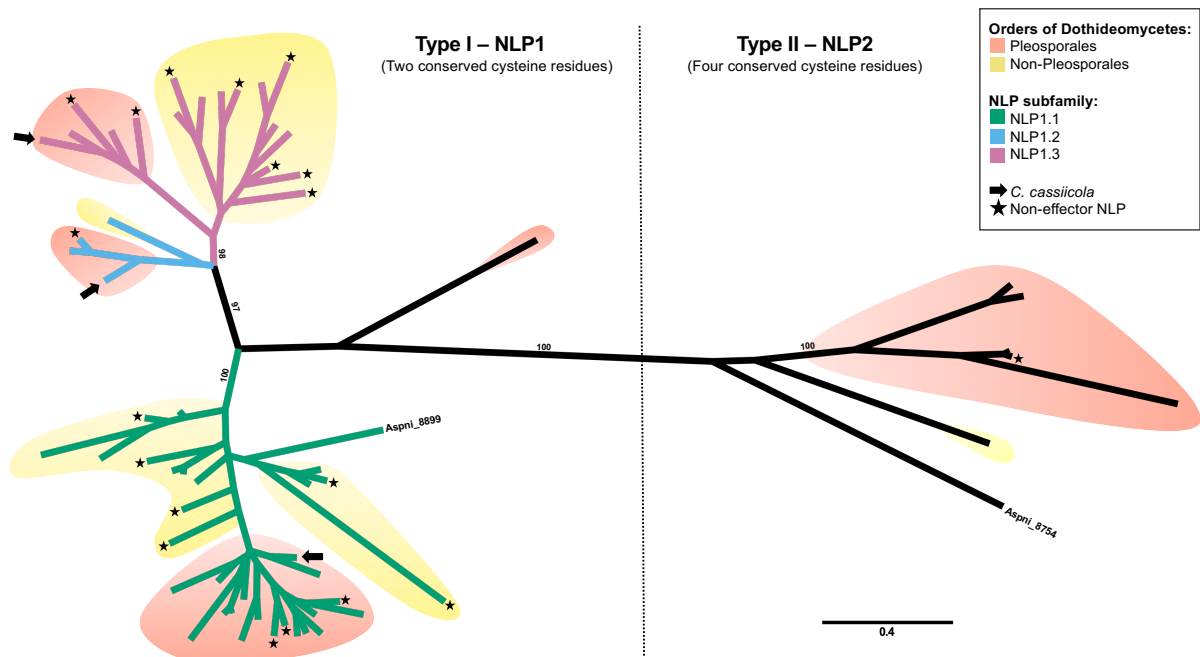 Type I – NLP1
(Two conserved cysteine residues)
Type II – NLP2
(Four conserved cysteine residues)
Orders of Dothideomycetes:
Pleosporales
Non-Pleosporales
NLP subfamily:
NLP1.1
NLP1.2
NLP1.3
C. cassiicola
Non-effector NLP
98
97
100
100
100
Aspni_8899
Aspni_8754
0.4